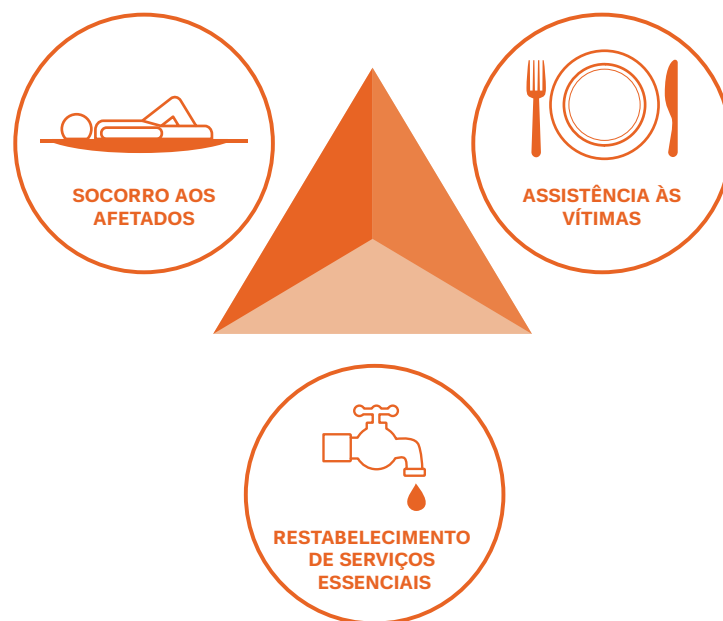 SOCORRO AOS
AFETADOS
ASSISTÊNCIA ÀS
VÍTIMAS
RESTABELECIMENTO
DE SERVIÇOS
ESSENCIAIS